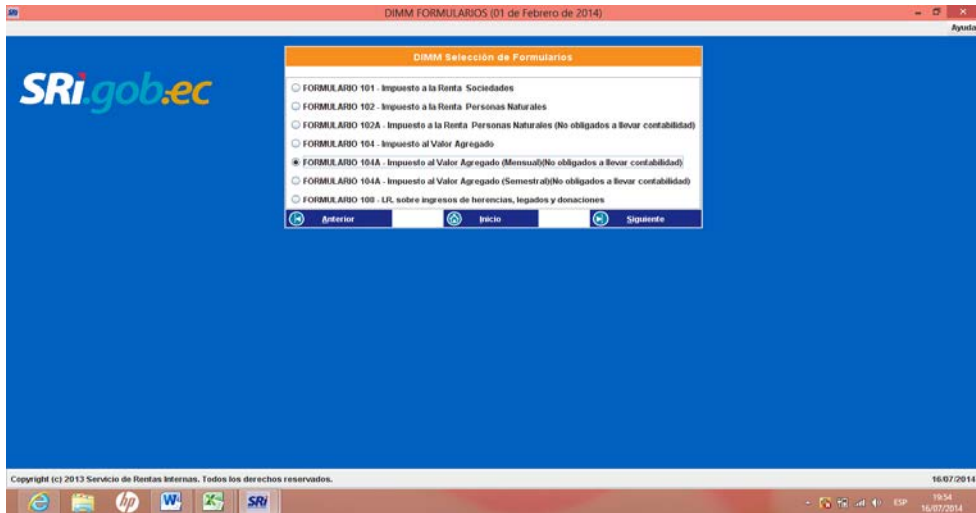 SRi
DIMM FORMULARIOS (01 de Febrero de 2014)
Ayuda
SRi.gob.ec
DIMM Selección de Formularios
FORMULARIO 101 - Impuesto a la Renta Sociedades
FORMULARIO 102 - Impuesto a la Renta Personas Naturales
FORMULARIO 102A - Impuesto a la Renta Personas Naturales (No obligados a llevar contabilidad)
FORMULARIO 104 - Impuesto al Valor Agregado
FORMULARIO 104A - Impuesto al Valor Agregado (Mensual)(No obligados a llevar contabilidad)
FORMULARIO 104A - Impuesto al Valor Agregado (Semestral)(No obligados a llevar contabilidad)
FORMULARIO 108 - I.R. sobre ingresos de herencias, legados y donaciones
Anterior Inicio Siguiente
Copyright (c) 2013 Servicio de Rentas Internas. Todos los derechos reservados. 16/07/2014
hp W SRi ESP 19:54
16/07/2014